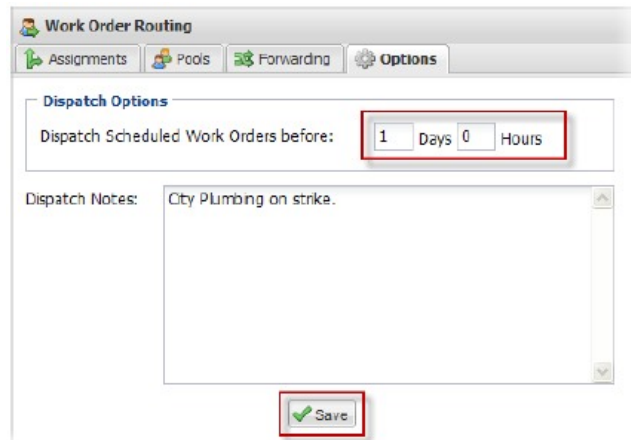 Work Order Routing
Assignments Pools Forwarding Options
Dispatch Options
Dispatch Scheduled Work Orders before: 1 Days 0 Hours
Dispatch Notes: City Plumbing on strike.
Save